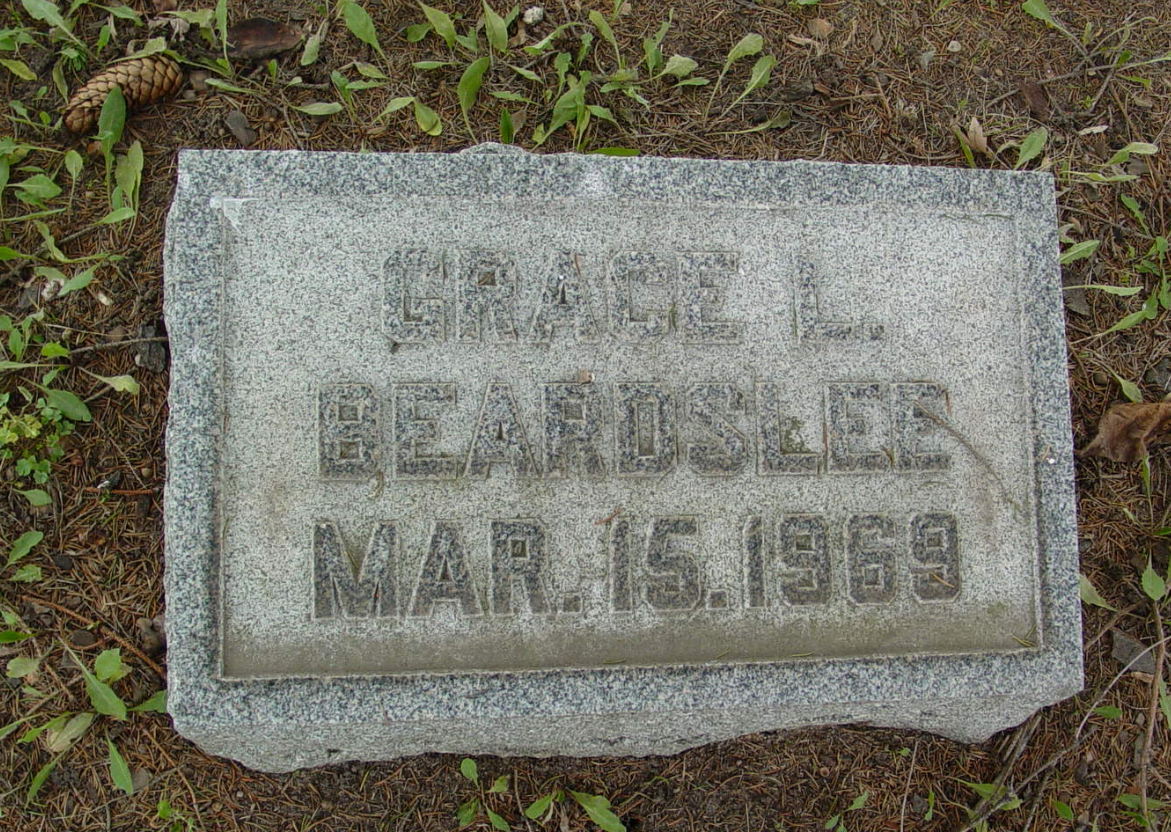 GRACE L.
BEARDSLEE
MAR. 15. 1969